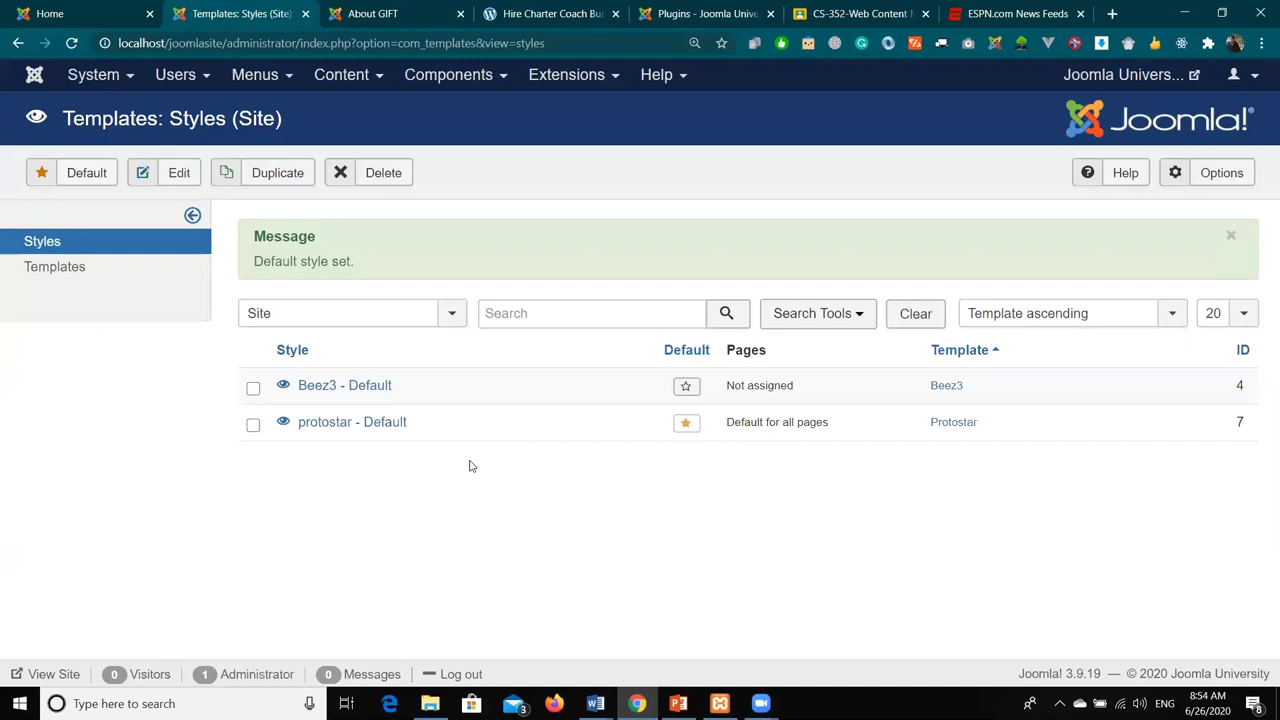 Home
Templates: Styles (Site)
About GIFT
Hire Charter Coach Bu
Plugins - Joomla Unive
CS-352-Web Content M
ESPN.com News Feeds
localhost/joomlasite/administrator/index.php?option=com_templates&view=styles
System Users Menus Content Components Extensions Help Joomla Univers...
Templates: Styles (Site) Joomla!®
Default Edit Duplicate Delete Help Options
Styles
Templates
Message
Default style set.
Site Search Search Tools Clear Template ascending 20
Style Default Pages Template ID
Beez3 - Default Not assigned Beez3 4
protostar - Default Default for all pages Protostar 7
View Site 0 Visitors 1 Administrator 0 Messages Log out Joomla! 3.9.19 — © 2020 Joomla University
Type here to search 3 ENG 8:54 AM
6/26/2020 8